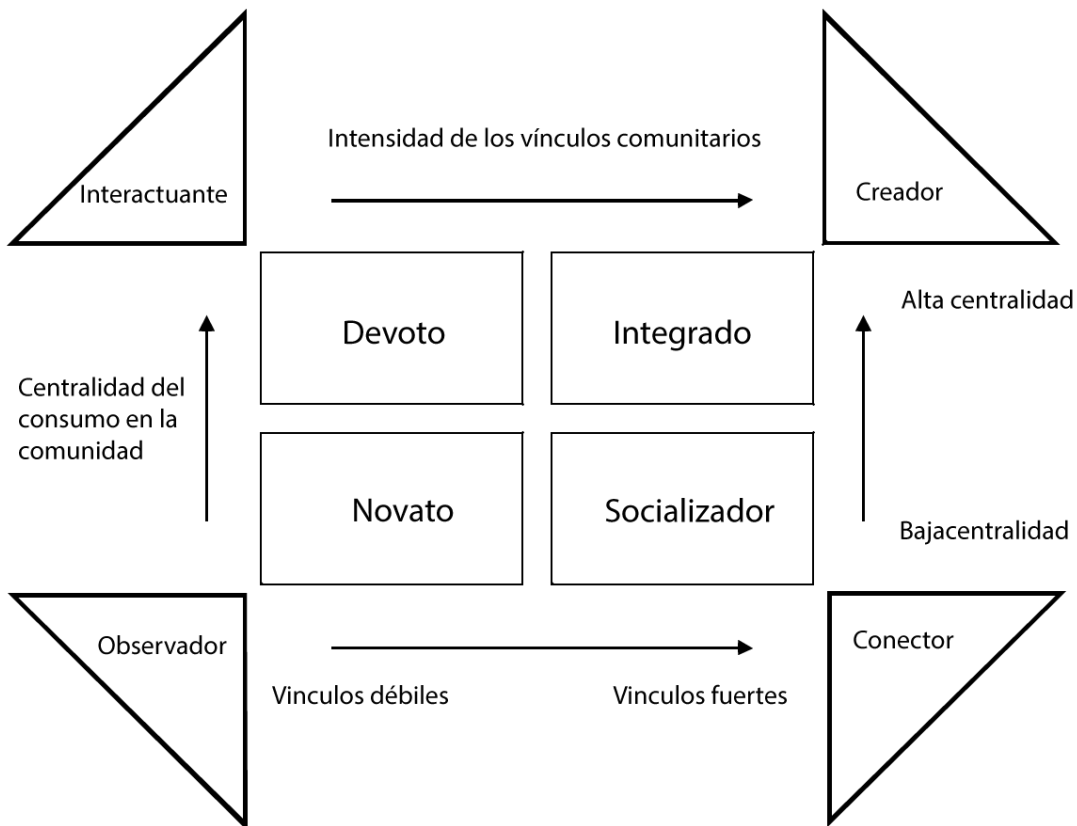 Intensidad de los vínculos comunitarios
Interactuante
Creador
Devoto
Integrado
Alta centralidad
Centralidad del
consumo en la
comunidad
Novato
Socializador
Bajacentralidad
Observador
Conector
Vinculos débiles
Vinculos fuertes